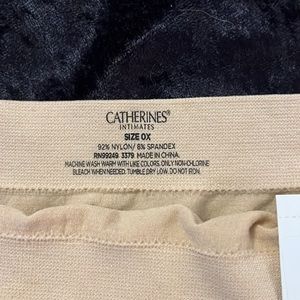 CATHERINES®
INTIMATES
SIZE 0X
92% NYLON/ 8% SPANDEX
RN99249 3379 MADE IN CHINA.
MACHINE WASH WARM WITH LIKE COLORS. ONLY NON-CHLORINE
BLEACH WHEN NEEDED. TUMBLE DRY LOW. DO NOT IRON.